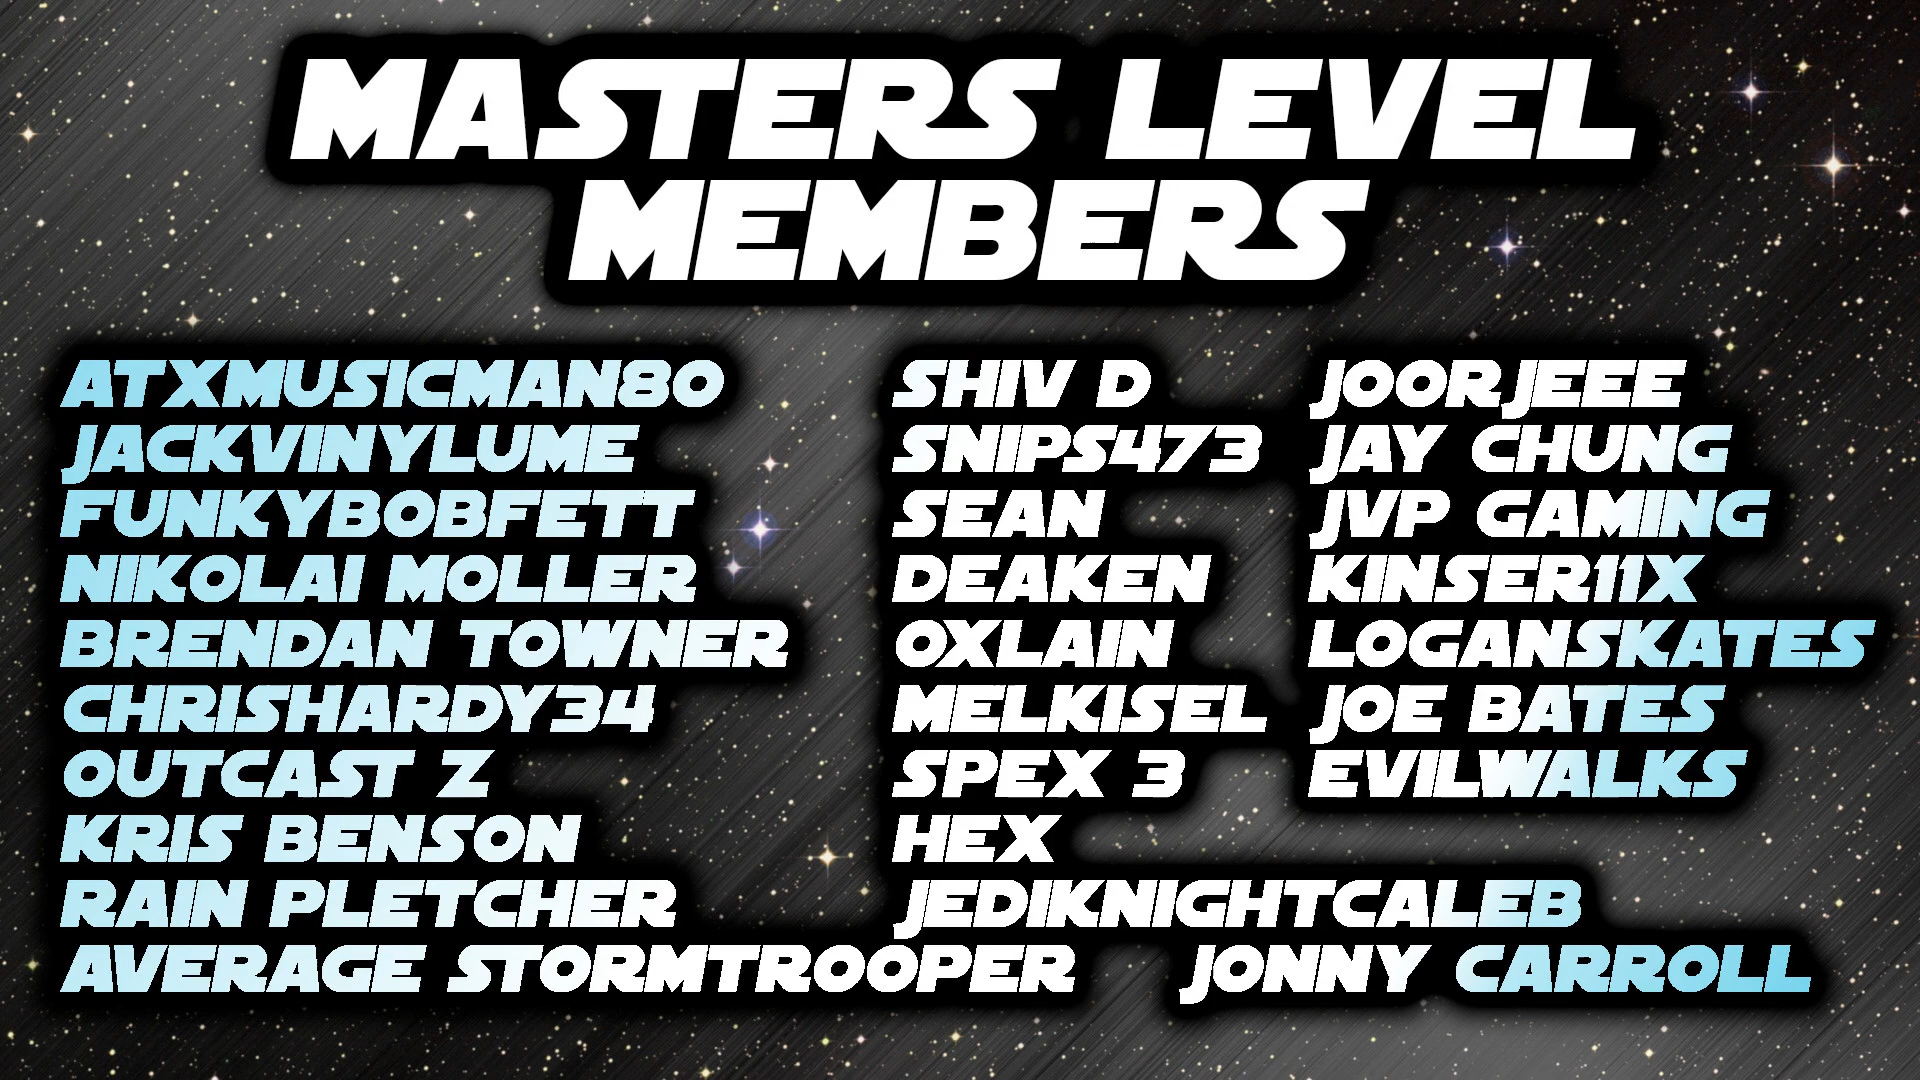 MASTERS LEVEL
MEMBERS
ATXMUSICMAN80
JACKVINYLUME
FUNKYBOBFETT
NIKOLAI MOLLER
BRENDAN TOWNER
CHRISHARDY34
OUTCAST Z
KRIS BENSON
RAIN PLETCHER
AVERAGE STORMTROOPER
SHIV D
SNIPS473
SEAN
DEAKEN
OXLAIN
MELKISEL
SPEX 3
HEX
JEDIKNIGHTCALEB
JONNY CARROLL
JOORJEEE
JAY CHUNG
JVP GAMING
KINSER11X
LOGANSKATES
JOE BATES
EVILWALKS